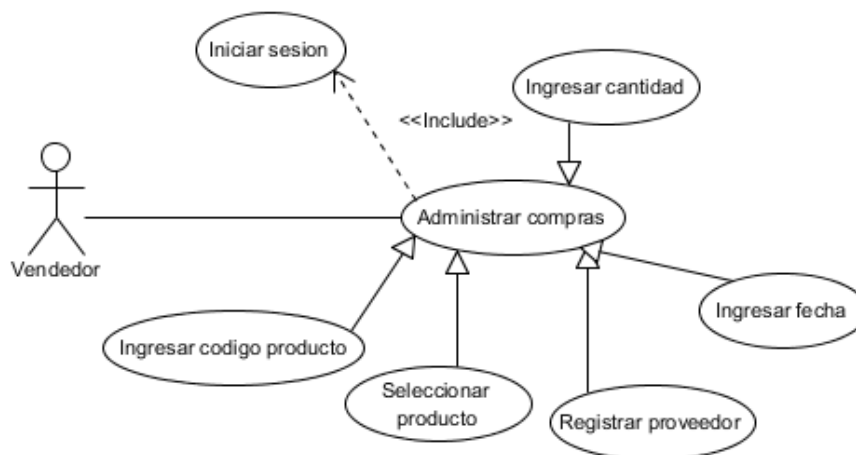 Iniciar sesion
Ingresar cantidad
<<Include>>
Administrar compras
Vendedor
Ingresar fecha
Ingresar codigo producto
Seleccionar
producto
Registrar proveedor